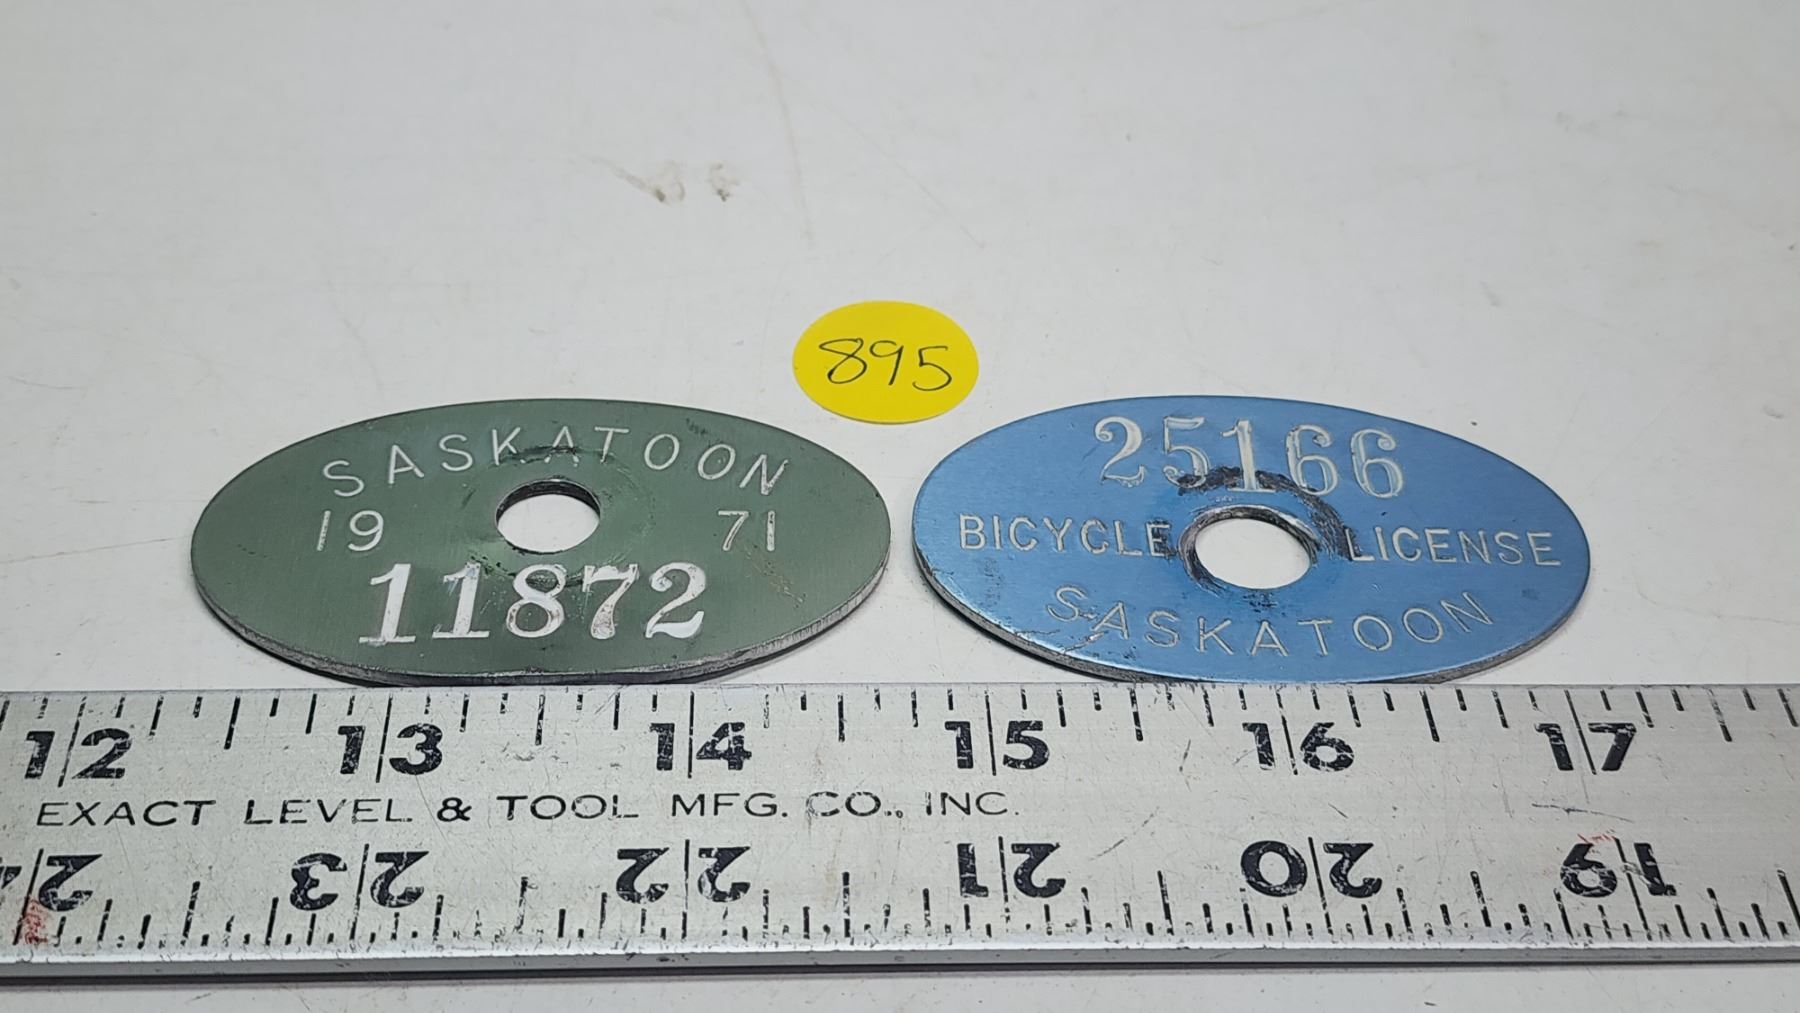 895
SASKATOON
19 71
11872
25166
BICYCLE LICENSE
SASKATOON
12 13 14 15 16 17
EXACT LEVEL & TOOL MFG. CO., INC.
24 23 22 21 20 19